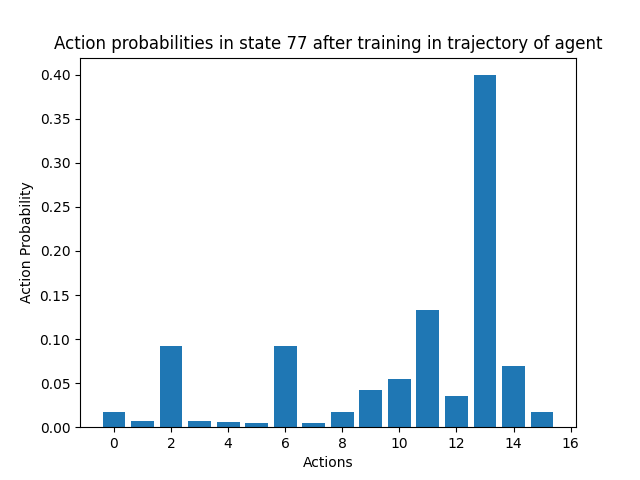 Action probabilities in state 77 after training in trajectory of agent
0.40
0.35
0.30
0.25
0.20
0.15
0.10
0.05
0.00
Action Probability
0 2 4 6 8 10 12 14 16
Actions